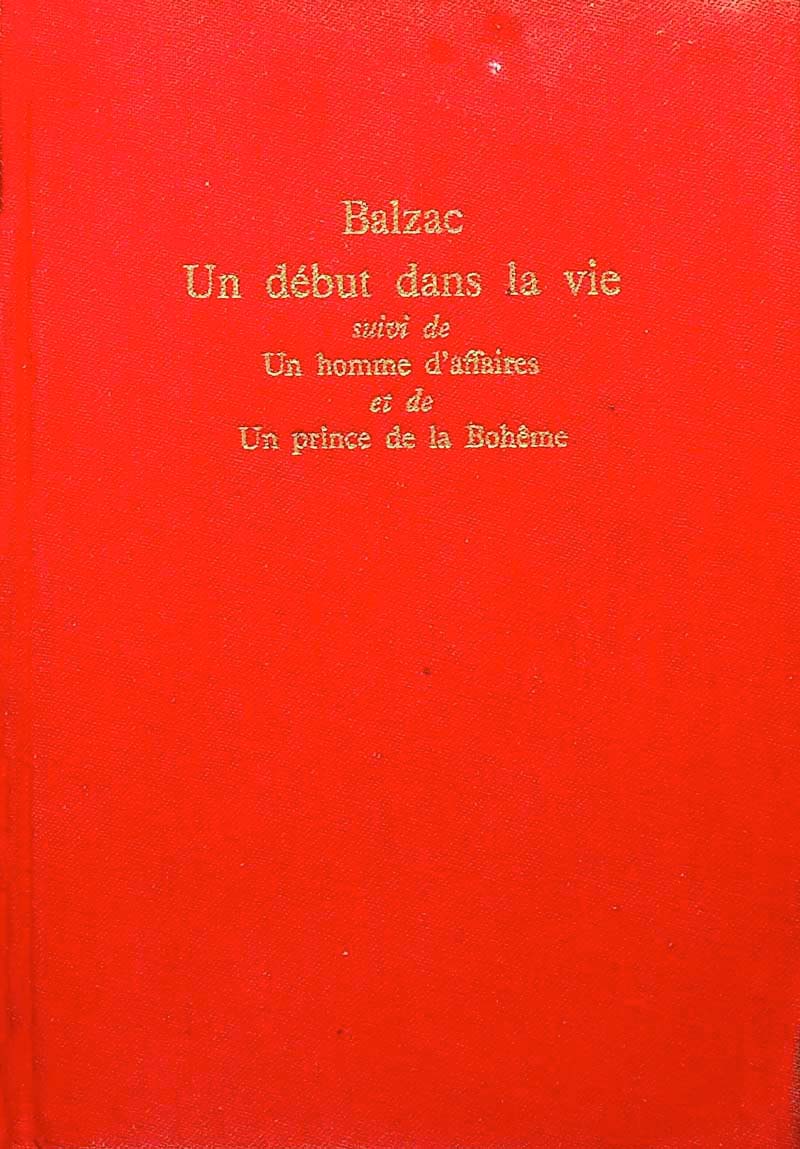 Balzac
Un début dans la vie
suivi de
Un homme d'affaires
et de
Un prince de la Bohême